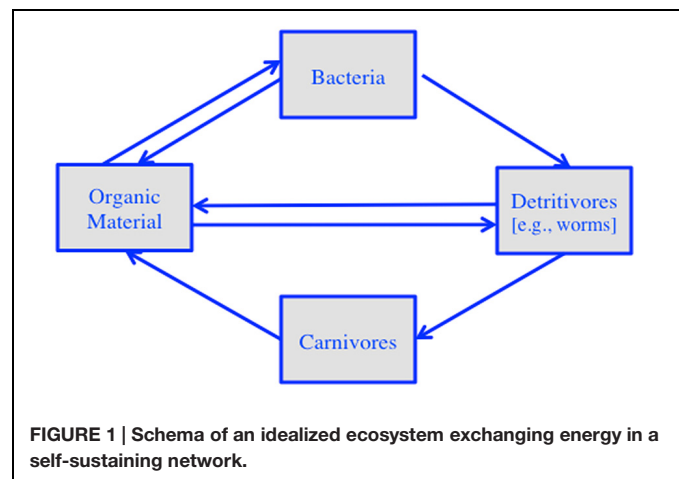 Bacteria
Organic
Material
Detritivores
[e.g., worms]
Carnivores
FIGURE 1 | Schema of an idealized ecosystem exchanging energy in a
self-sustaining network.